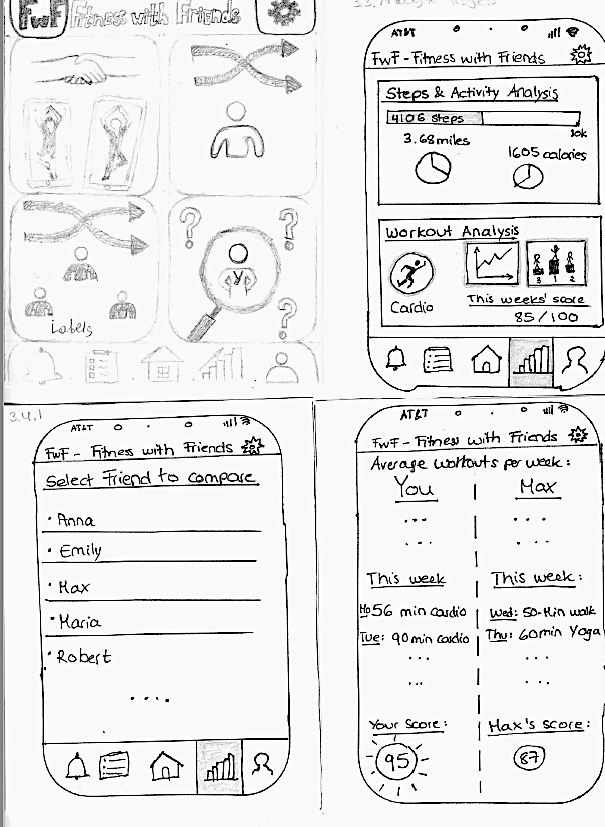 FwF Fitness with Friends
Labels
AT&T
FwF - Fitness with Friends
Steps & Activity Analysis
4106 steps
10k
3.68 miles
1605 calories
Workout Analysis
3 1 2
Cardio
This weeks' score
85/100
3.4.1
AT&T
FwF - Fitness with Friends
Select Friend to compare
• Anna
• Emily
• Max
• Maria
• Robert
....
AT&T
FwF - Fitness with Friends
Average workouts per week:
You
Max
...
...
...
...
This week
This week:
Mo 56 min cardio
Wed: 50-Min walk
Tue: 90min cardio
Thu: 60min Yoga
...
...
...
...
Your Score:
Max's score:
95
87